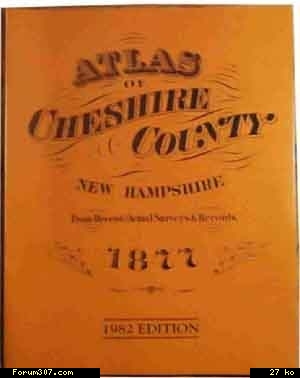 ATLAS
OF
CHESHIRE
COUNTY
NEW HAMPSHIRE
From Recent & Actual Surveys & Records
1877
1982 EDITION
Forum307.com
27 ko